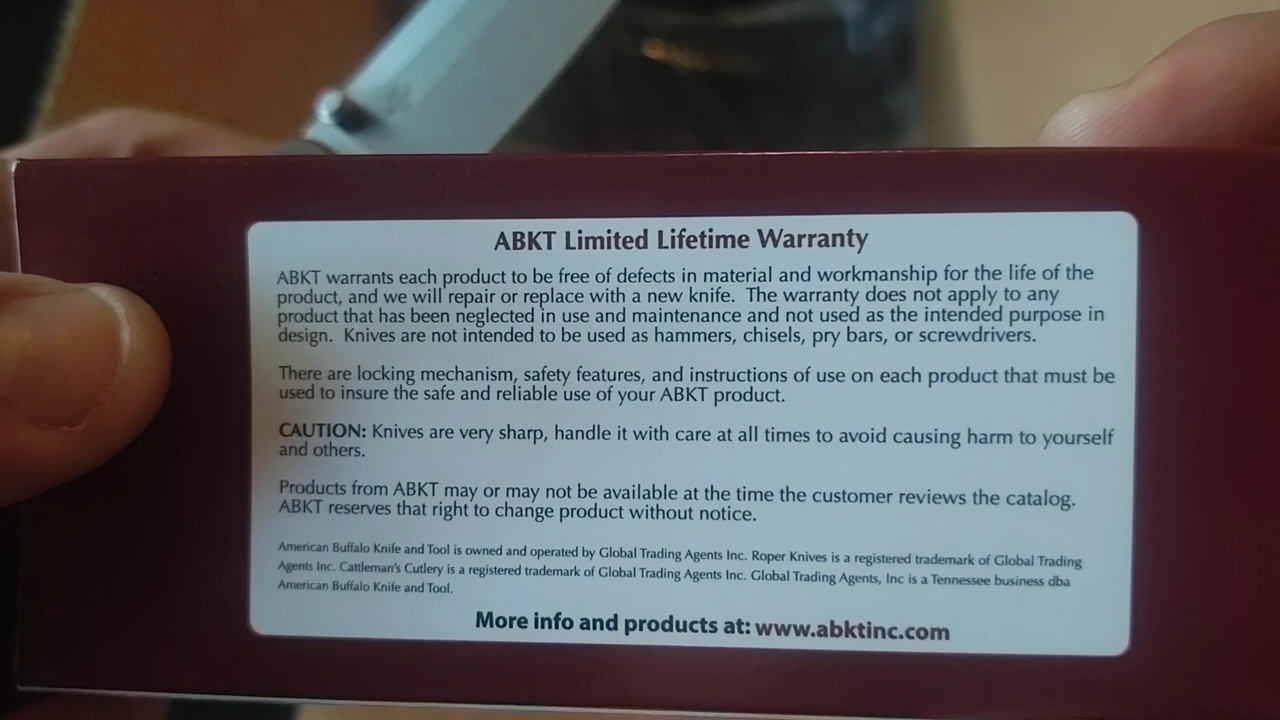 ABKT Limited Lifetime Warranty
ABKT warrants each product to be free of defects in material and workmanship for the life of the
product, and we will repair or replace with a new knife. The warranty does not apply to any
product that has been neglected in use and maintenance and not used as the intended purpose in
design. Knives are not intended to be used as hammers, chisels, pry bars, or screwdrivers.
There are locking mechanism, safety features, and instructions of use on each product that must be
used to insure the safe and reliable use of your ABKT product.
CAUTION: Knives are very sharp, handle it with care at all times to avoid causing harm to yourself
and others.
Products from ABKT may or may not be available at the time the customer reviews the catalog.
ABKT reserves that right to change product without notice.
American Buffalo Knife and Tool is owned and operated by Global Trading Agents Inc. Roper Knives is a registered trademark of Global Trading
Agents Inc. Cattleman's Cutlery is a registered trademark of Global Trading Agents Inc. Global Trading Agents, Inc is a Tennessee business dba
American Buffalo Knife and Tool.
More info and products at: www.abktinc.com